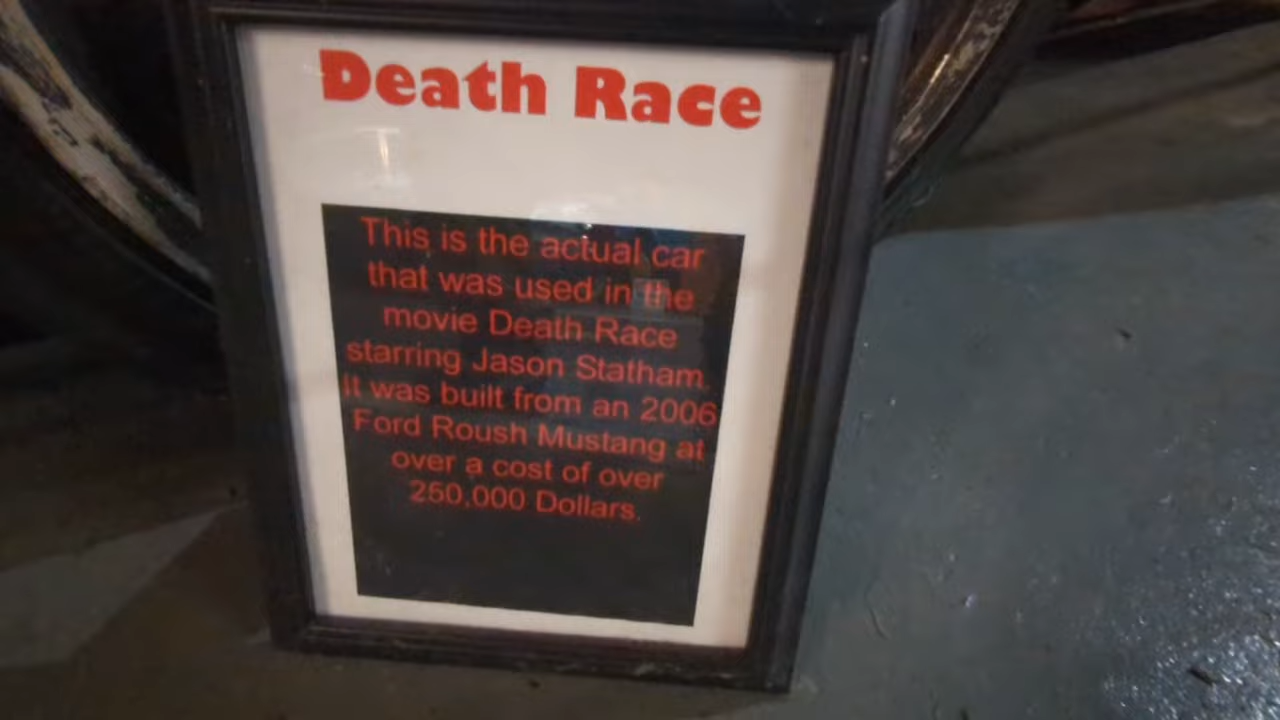 Death Race
This is the actual car
that was used in the
movie Death Race
starring Jason Statham.
It was built from an 2006
Ford Roush Mustang at
over a cost of over
250,000 Dollars.